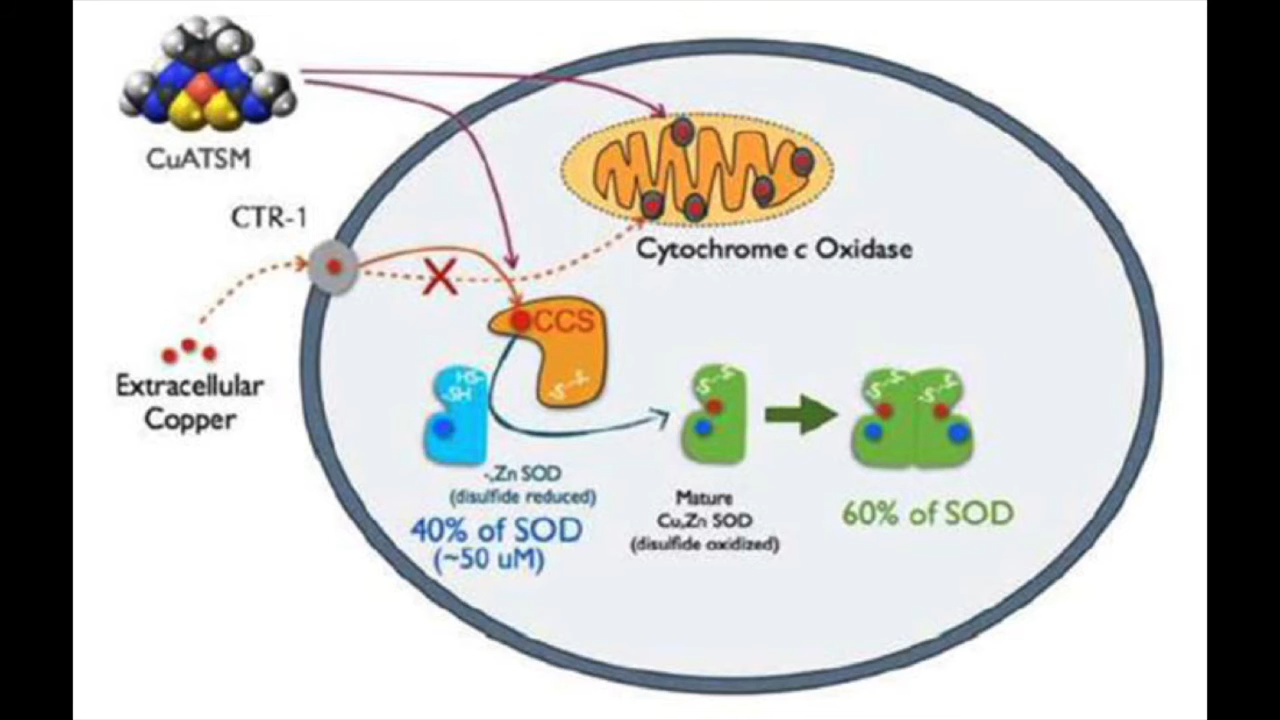 CuATSM
CTR-1
Extracellular
Copper
Cytochrome c Oxidase
CCS
-S-S-
HS-
-SH
-S-S-
-S-S-
-S-S-
-,Zn SOD
(disulfide reduced)
40% of SOD
(~50 uM)
Mature
Cu,Zn SOD
(disulfide oxidized)
60% of SOD